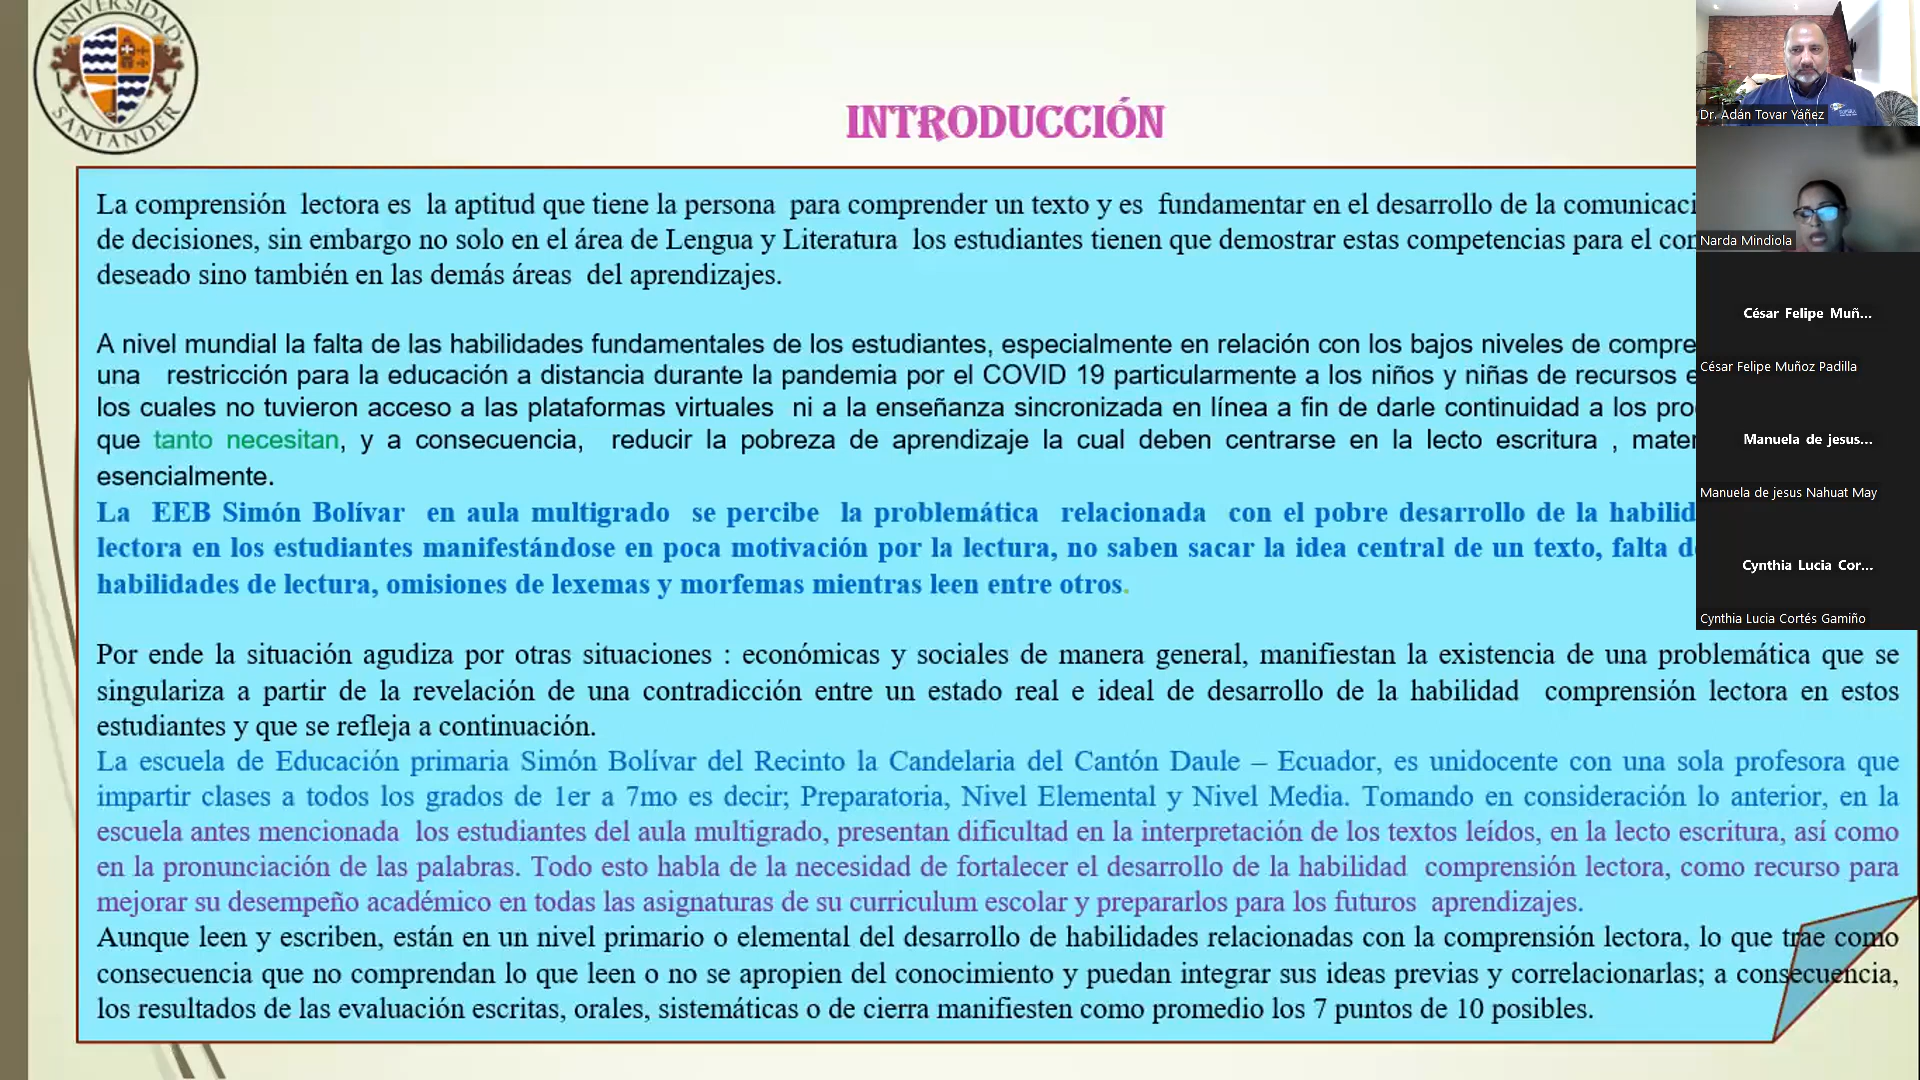 UNIVERSIDAD
SANTANDER
INTRODUCCIÓN
La comprensión lectora es la aptitud que tiene la persona para comprender un texto y es fundamentar en el desarrollo de la
de decisiones, sin embargo no solo en el área de Lengua y Literatura los estudiantes tienen que demostrar estas competencias para el
deseado sino también en las demás áreas del aprendizajes.
A nivel mundial la falta de las habilidades fundamentales de los estudiantes, especialmente en relación con los bajos niveles de
una restricción para la educación a distancia durante la pandemia por el COVID 19 particularmente a los niños y niñas de recursos
los cuales no tuvieron acceso a las plataformas virtuales ni a la enseñanza sincronizada en línea a fin de darle continuidad a los
que tanto necesitan, y a consecuencia, reducir la pobreza de aprendizaje la cual deben centrarse en la lecto escritura ,
esencialmente.
La EEB Simón Bolívar en aula multigrado se percibe la problemática relacionada con el pobre desarrollo de la
lectora en los estudiantes manifestándose en poca motivación por la lectura, no saben sacar la idea central de un texto, falta
habilidades de lectura, omisiones de lexemas y morfemas mientras leen entre otros.
Por ende la situación agudiza por otras situaciones : económicas y sociales de manera general, manifiestan la existencia de una problemática que se
singulariza a partir de la revelación de una contradicción entre un estado real e ideal de desarrollo de la habilidad comprensión lectora en estos
estudiantes y que se refleja a continuación.
La escuela de Educación primaria Simón Bolívar del Recinto la Candelaria del Cantón Daule – Ecuador, es unidocente con una sola profesora que
impartir clases a todos los grados de 1er a 7mo es decir; Preparatoria, Nivel Elemental y Nivel Media. Tomando en consideración lo anterior, en la
escuela antes mencionada los estudiantes del aula multigrado, presentan dificultad en la interpretación de los textos leídos, en la lecto escritura, así como
en la pronunciación de las palabras. Todo esto habla de la necesidad de fortalecer el desarrollo de la habilidad comprensión lectora, como recurso para
mejorar su desempeño académico en todas las asignaturas de su curriculum escolar y prepararlos para los futuros aprendizajes.
Aunque leen y escriben, están en un nivel primario o elemental del desarrollo de habilidades relacionadas con la comprensión lectora, lo que trae como
consecuencia que no comprendan lo que leen o no se apropien del conocimiento y puedan integrar sus ideas previas y correlacionarlas; a consecuencia,
los resultados de las evaluación escritas, orales, sistemáticas o de cierra manifiesten como promedio los 7 puntos de 10 posibles.
Dr. Adán Tovar Yáñez
Narda Mindiola
César Felipe Muñ...
César Felipe Muñoz Padilla
Manuela de jesus...
Manuela de jesus Nahuat May
Cynthia Lucia Cor...
Cynthia Lucia Cortés Gamiño